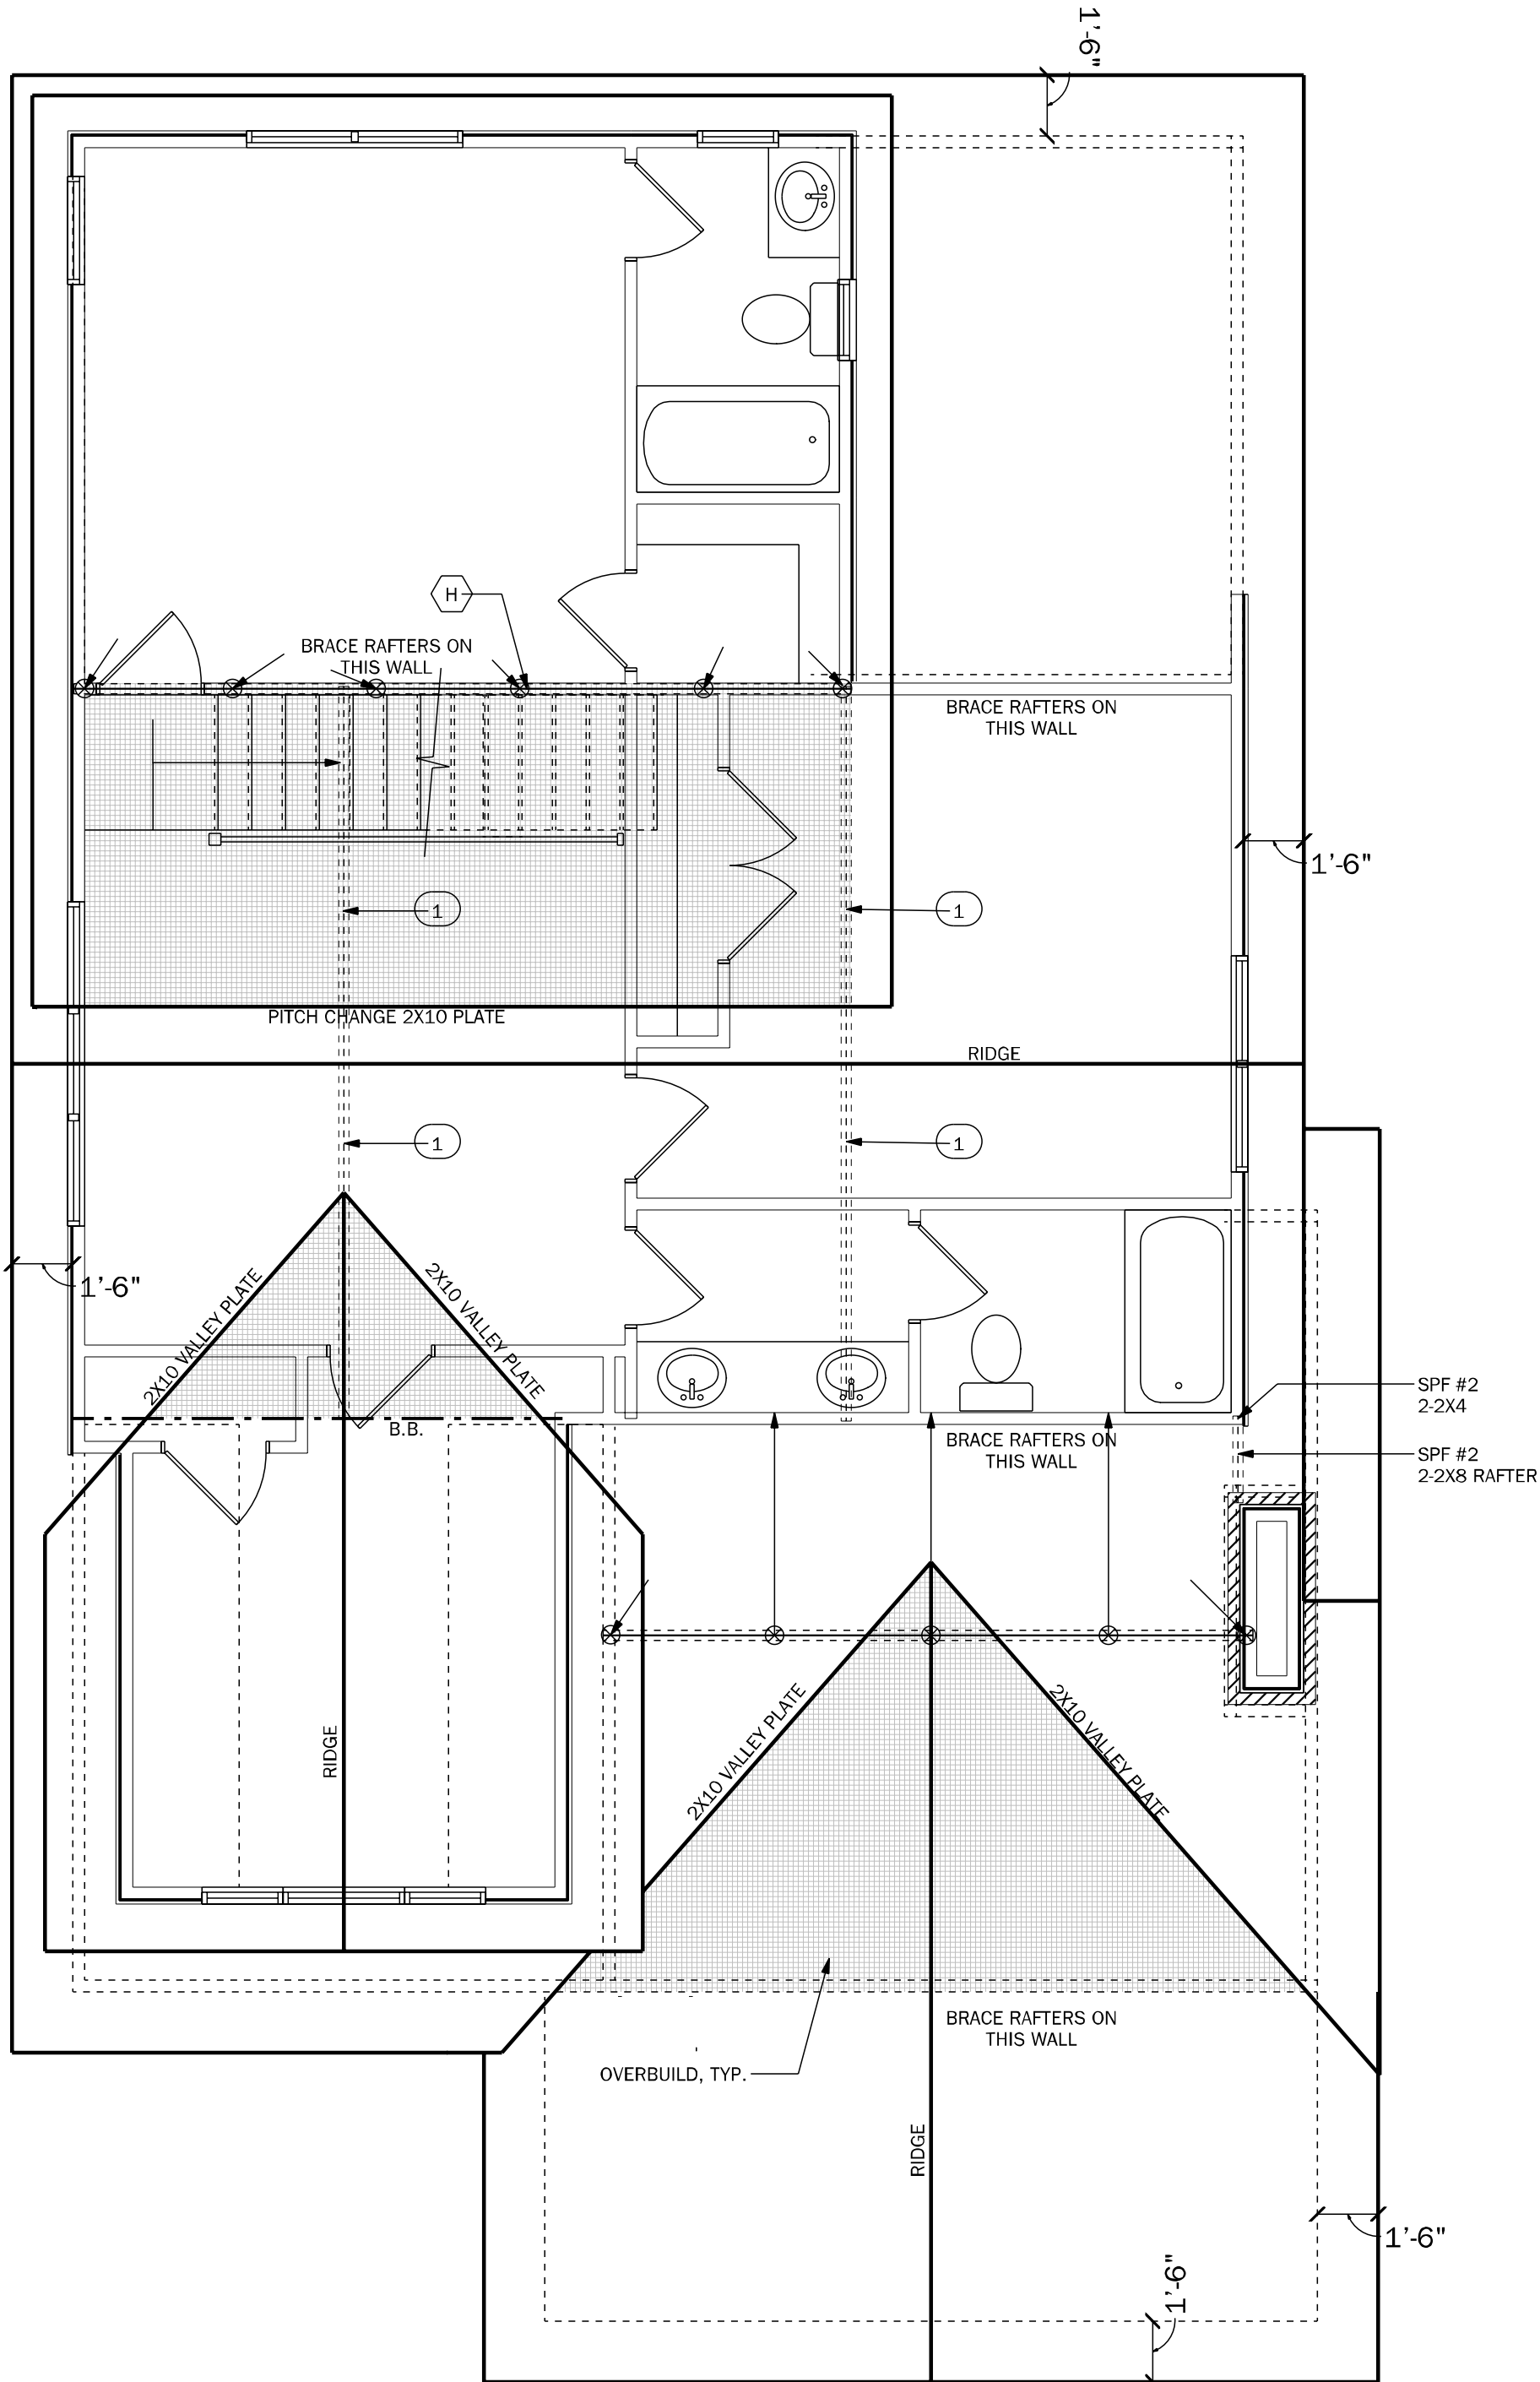 1'-6"
H
BRACE RAFTERS ON
THIS WALL
BRACE RAFTERS ON
THIS WALL
1'-6"
1
1
PITCH CHANGE 2X10 PLATE
RIDGE
1
1
1'-6"
2X10 VALLEY PLATE
2X10 VALLEY PLATE
B.B.
SPF #2
2-2X4
BRACE RAFTERS ON
THIS WALL
SPF #2
2-2X8 RAFTER
RIDGE
2X10 VALLEY PLATE
2X10 VALLEY PLATE
BRACE RAFTERS ON
THIS WALL
OVERBUILD, TYP.
RIDGE
1'-6"
1'-6"